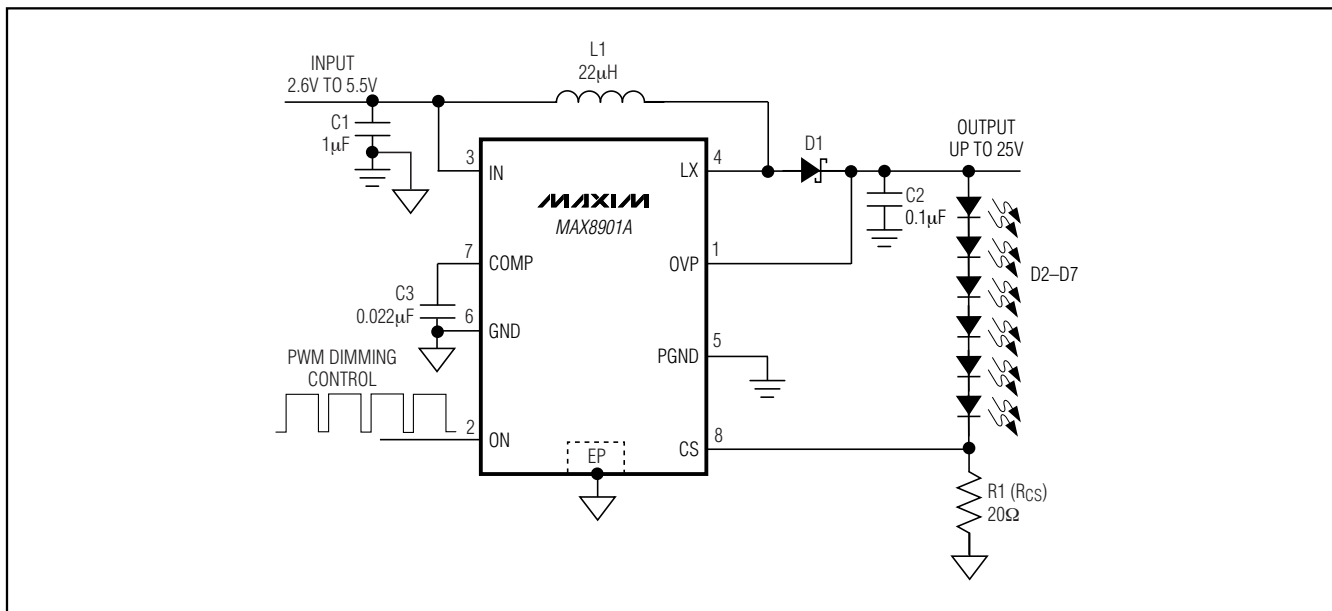 INPUT
2.6V TO 5.5V
L1
22μH
C1
1μF
3
IN
LX
4
D1
OUTPUT
UP TO 25V
MAXIM
MAX8901A
C2
0.1μF
7
COMP
OVP
1
D2–D7
C3
0.022μF
6
GND
PGND
5
PWM DIMMING
CONTROL
2
ON
EP
CS
8
R1 (RCS)
20Ω